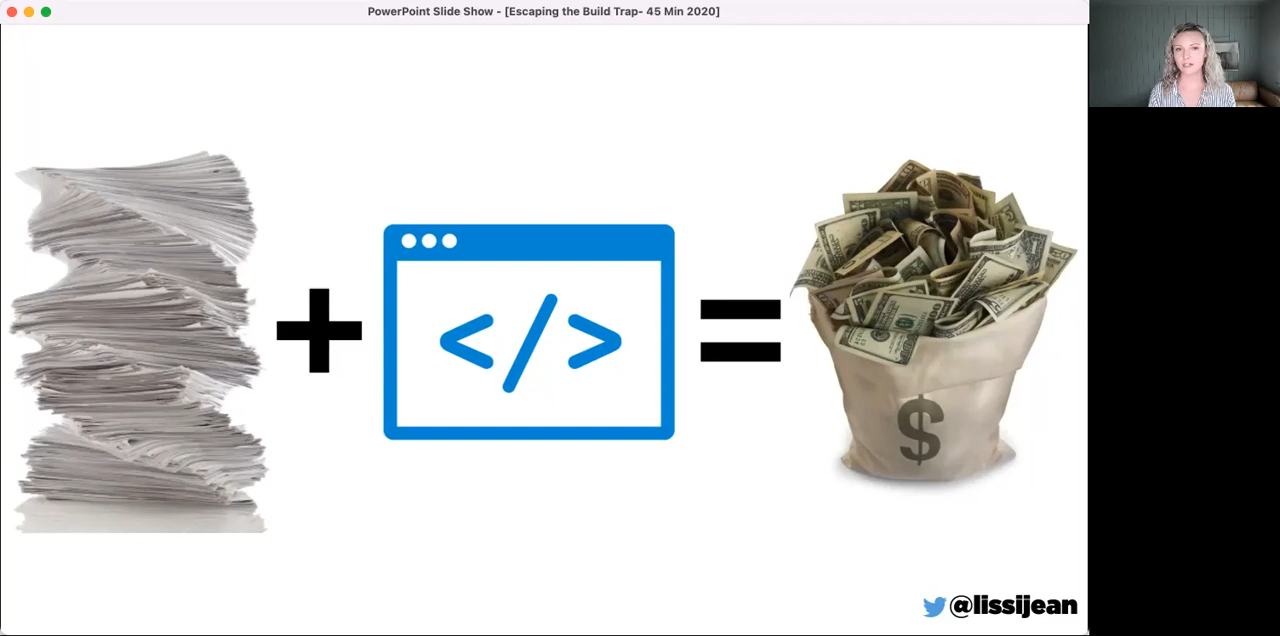 PowerPoint Slide Show - [Escaping the Build Trap- 45 Min 2020]
</>
$
@lissijean